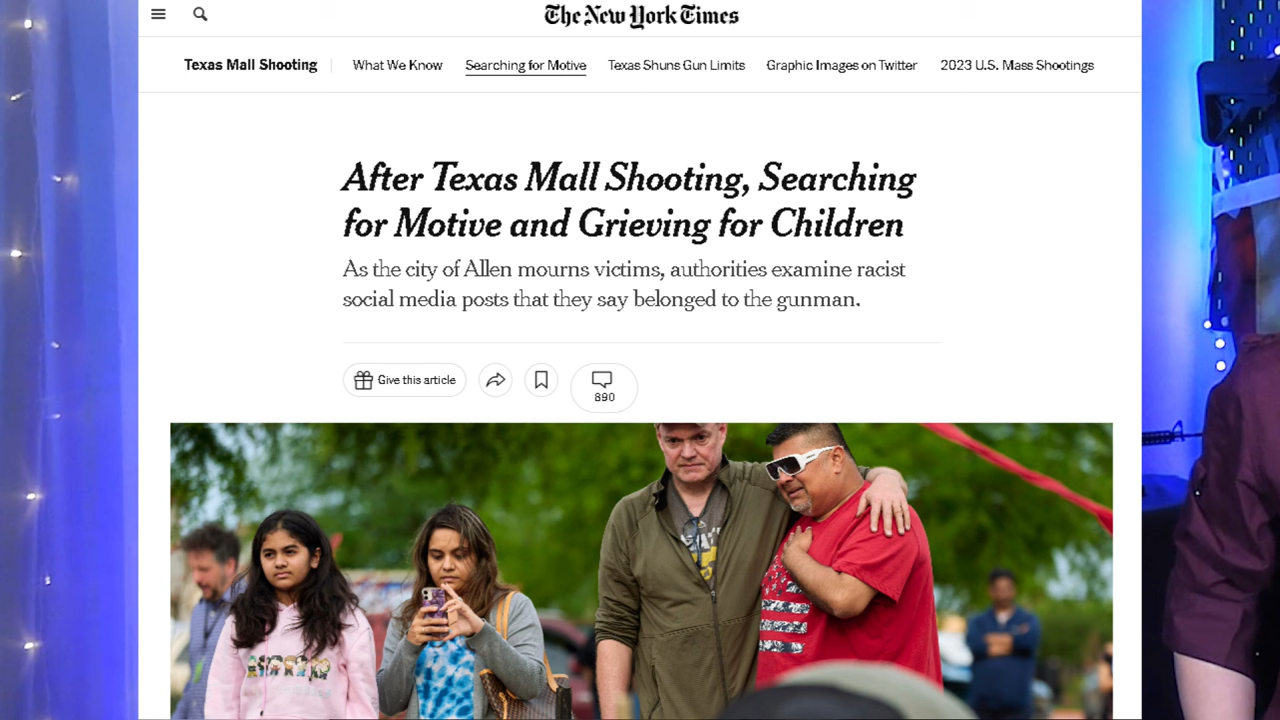 The New York Times
Texas Mall Shooting What We Know Searching for Motive Texas Shuns Gun Limits Graphic Images on Twitter 2023 U.S. Mass Shootings
After Texas Mall Shooting, Searching
for Motive and Grieving for Children
As the city of Allen mourns victims, authorities examine racist
social media posts that they say belonged to the gunman.
Give this article
890